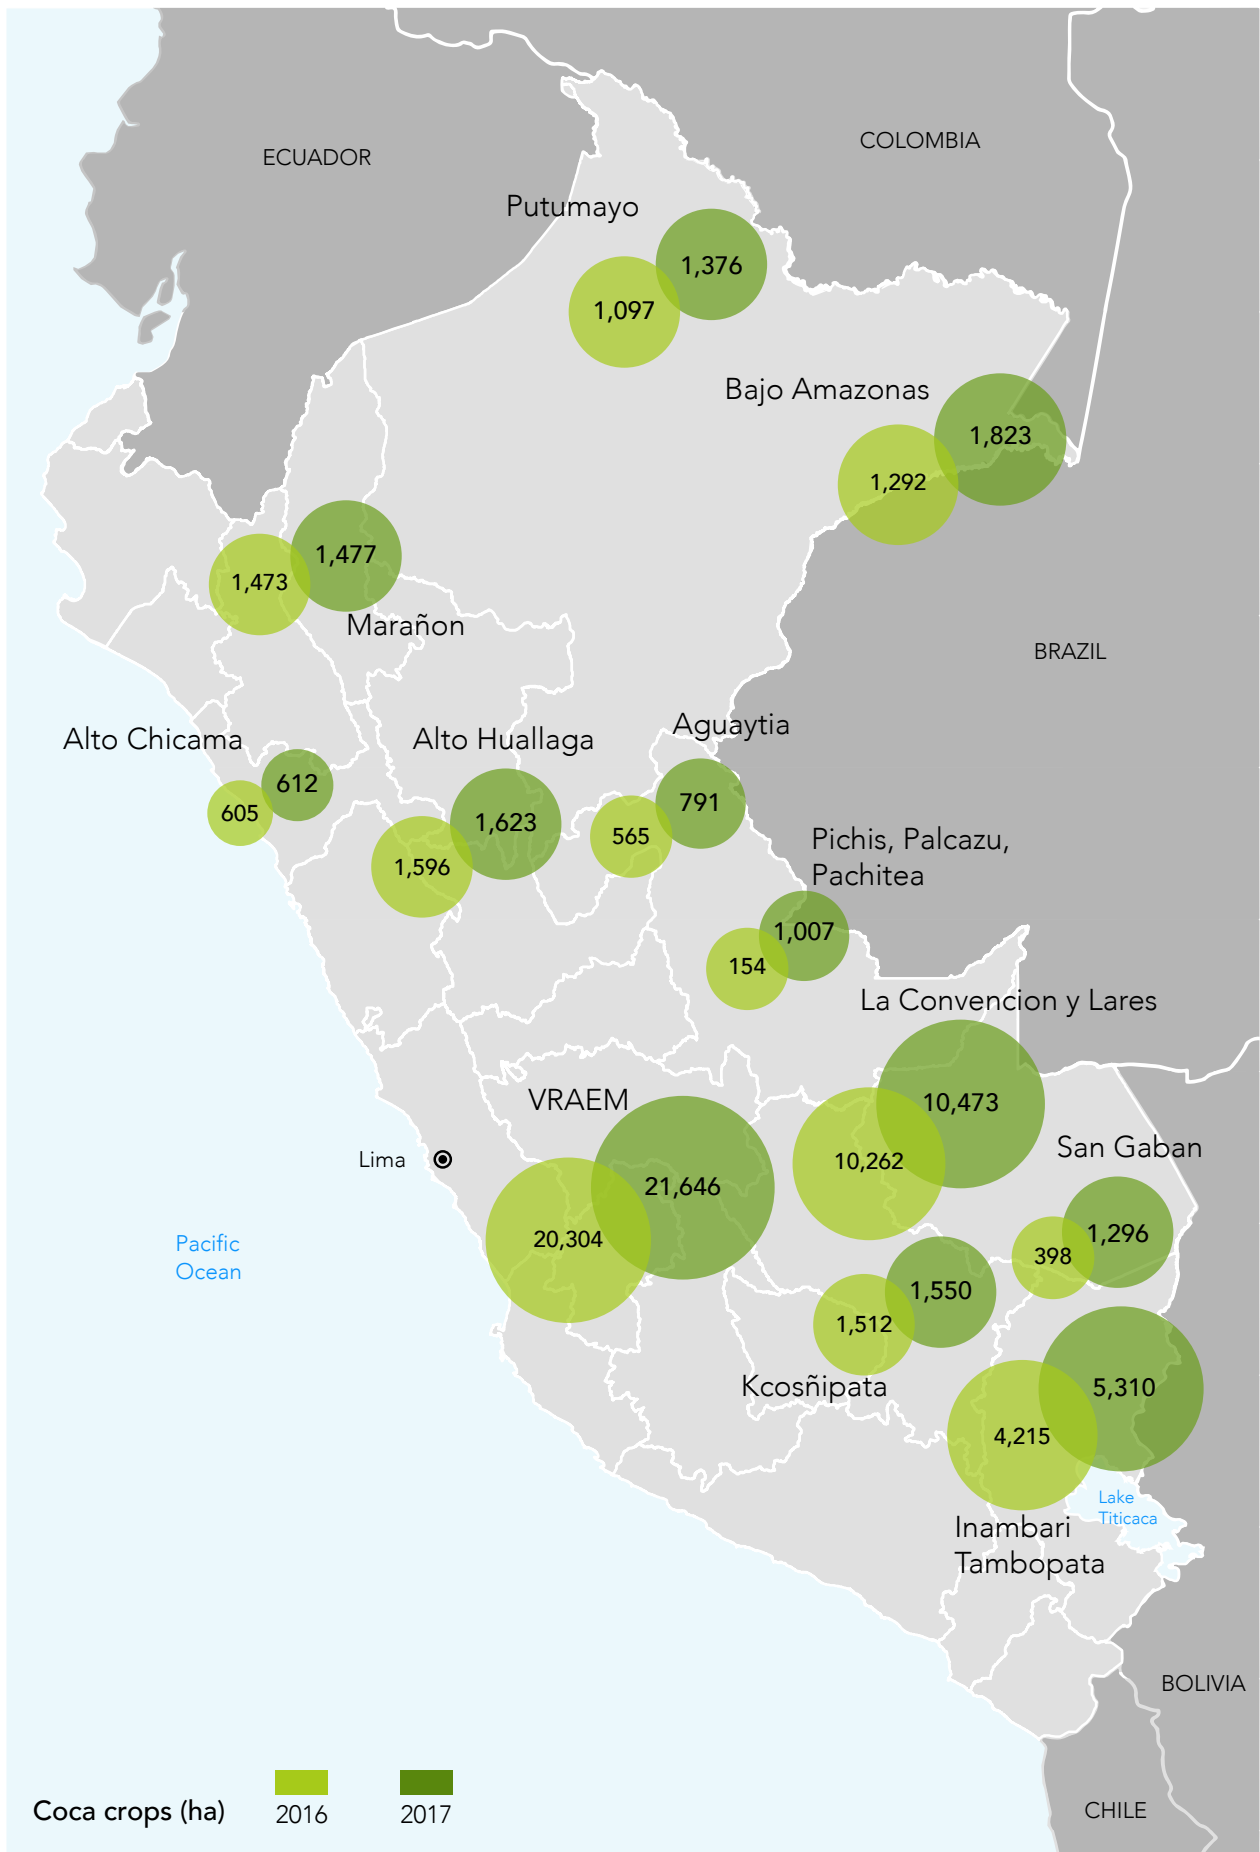 ECUADOR
COLOMBIA
Putumayo
1,376
1,097
Bajo Amazonas
1,823
1,292
1,477
1,473
Marañon
BRAZIL
Alto Chicama
612
605
Alto Huallaga
1,623
1,596
Aguaytia
791
565
Pichis, Palcazu,
Pachitea
1,007
154
La Convencion y Lares
10,473
10,262
VRAEM
21,646
20,304
Lima
San Gaban
1,296
398
Pacific
Ocean
1,550
1,512
Kcosñipata
5,310
4,215
Lake
Titicaca
Inambari
Tambopata
BOLIVIA
CHILE
Coca crops (ha)
2016
2017